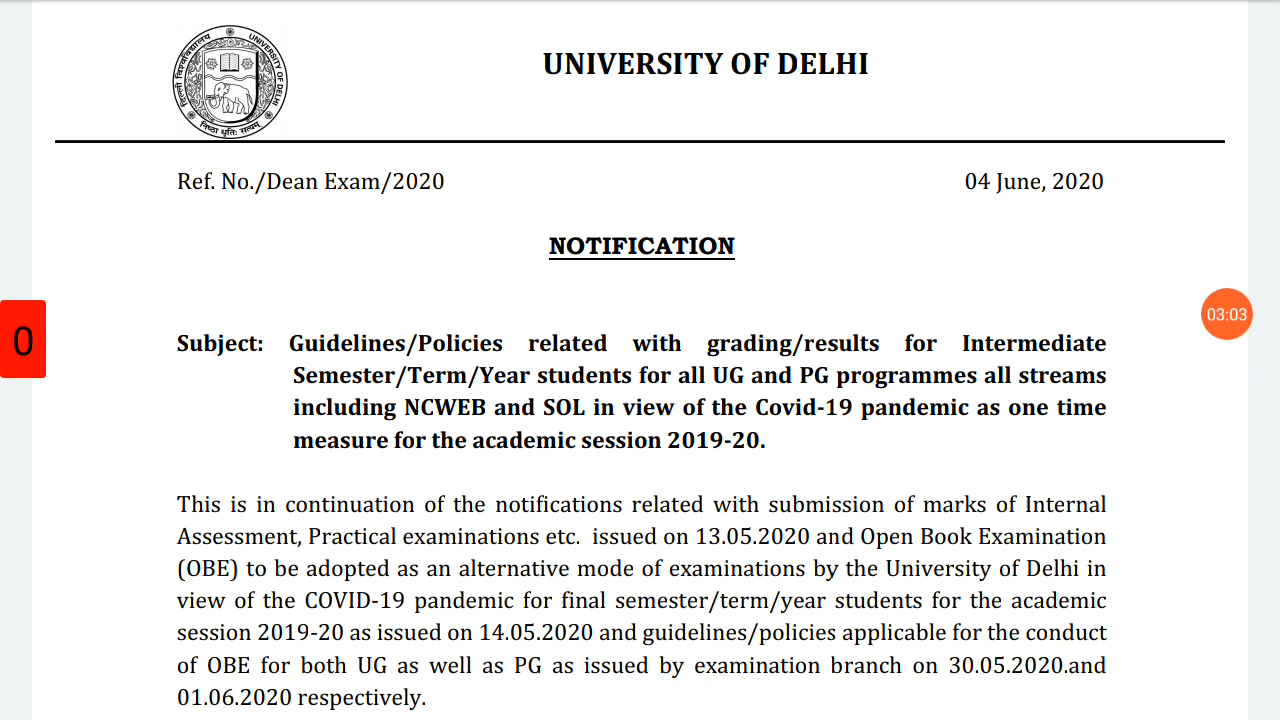 दिल्ली विश्वविद्यालय UNIVERSITY OF DELHI
निष्ठा धृतिः सत्यम्
UNIVERSITY OF DELHI
Ref. No./Dean Exam/2020 04 June, 2020
NOTIFICATION
0
03:03
Subject: Guidelines/Policies related with grading/results for Intermediate
Semester/Term/Year students for all UG and PG programmes all streams
including NCWEB and SOL in view of the Covid-19 pandemic as one time
measure for the academic session 2019-20.
This is in continuation of the notifications related with submission of marks of Internal
Assessment, Practical examinations etc.  issued on 13.05.2020 and Open Book Examination
(OBE) to be adopted as an alternative mode of examinations by the University of Delhi in
view of the COVID-19 pandemic for final semester/term/year students for the academic
session 2019-20 as issued on 14.05.2020 and guidelines/policies applicable for the conduct
of OBE for both UG as well as PG as issued by examination branch on 30.05.2020.and
01.06.2020 respectively.